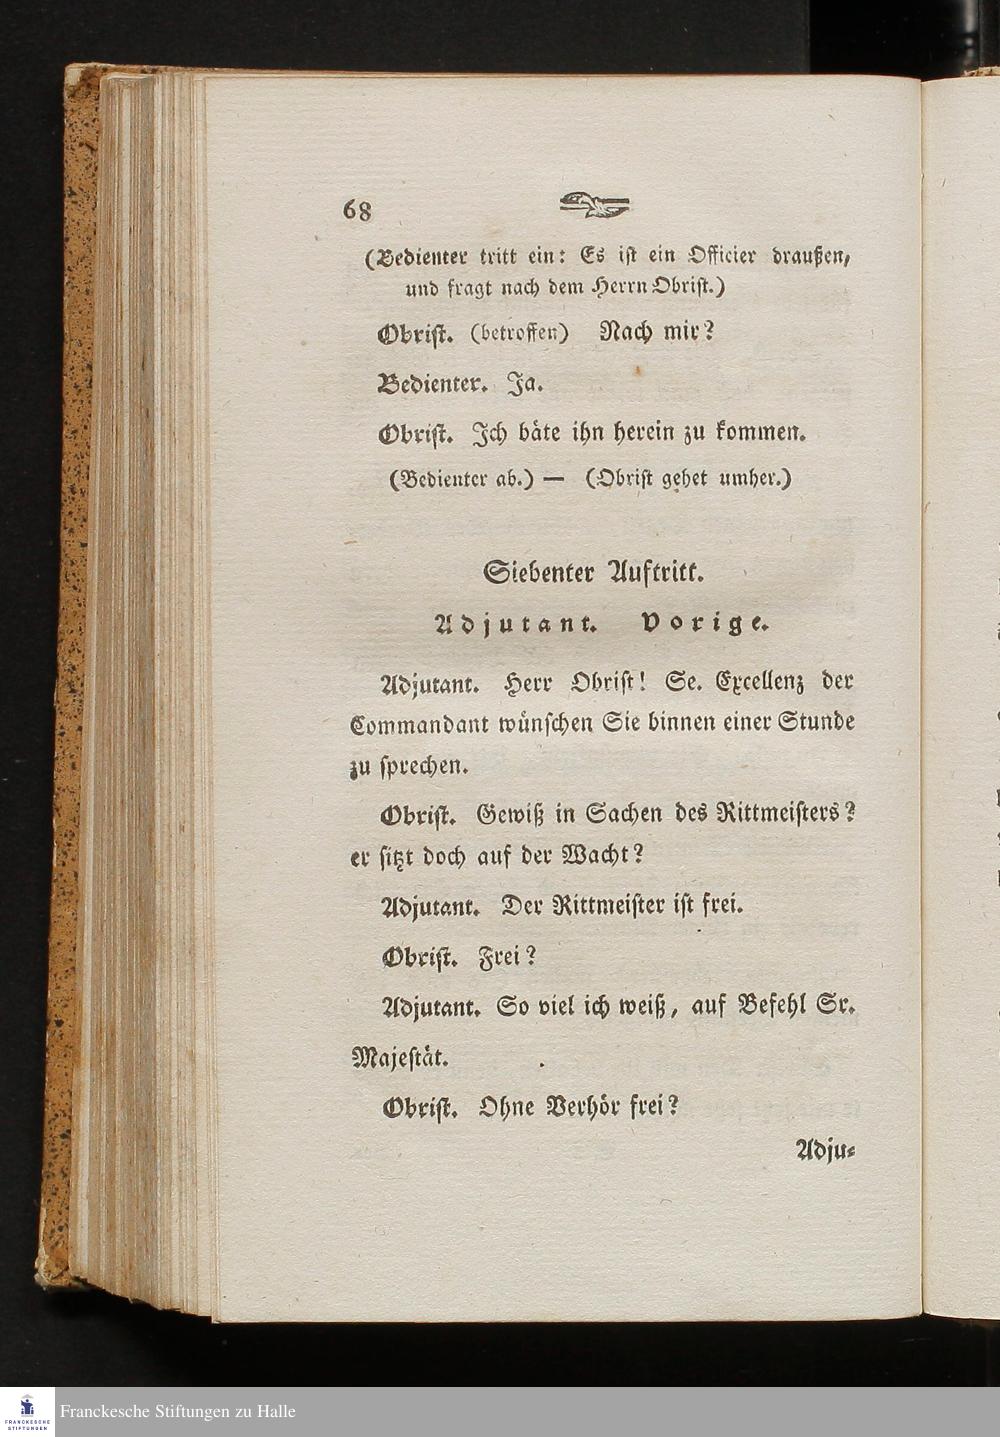 68
(Bedienter tritt ein: Es ist ein Officier draußen,
und fragt nach dem Herrn Obrist.)
Obrist. (betroffen) Nach mir?
Bedienter. Ja.
Obrist. Ich bäte ihn herein zu kommen.
(Bedienter ab.) — (Obrist gehet umher.)
Siebenter Auftritt.
Adjutant. Vorige.
Adjutant. Herr Obrist! Se. Excellenz der
Commandant wünschen Sie binnen einer Stunde
zu sprechen.
Obrist. Gewiß in Sachen des Rittmeisters?
er sitzt doch auf der Wacht?
Adjutant. Der Rittmeister ist frei.
Obrist. Frei?
Adjutant. So viel ich weiß, auf Befehl Sr.
Majestät.
Obrist. Ohne Verhör frei?
Adju-
FRANCKESCHE
STIFTUNGEN
Franckesche Stiftungen zu Halle